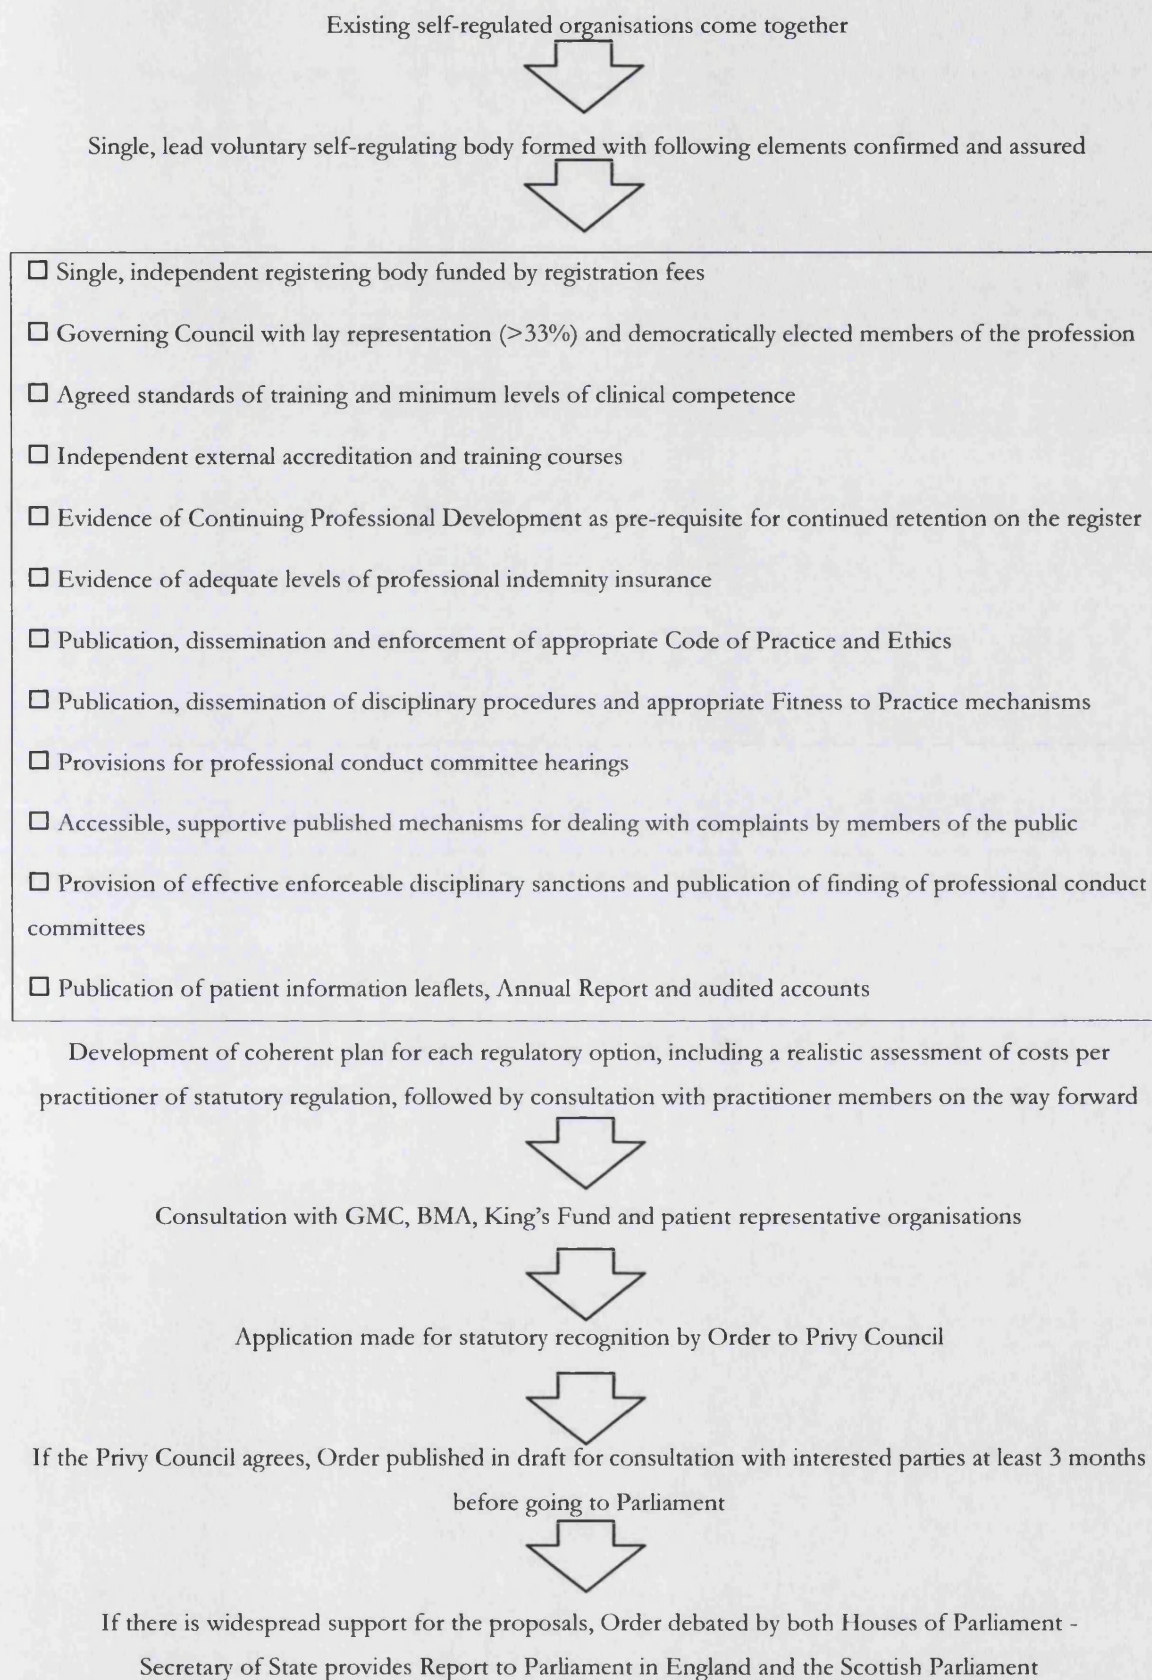 Existing self-regulated organisations come together
Single, lead voluntary self-regulating body formed with following elements confirmed and assured
☐ Single, independent registering body funded by registration fees
☐ Governing Council with lay representation (>33%) and democratically elected members of the profession
☐ Agreed standards of training and minimum levels of clinical competence
☐ Independent external accreditation and training courses
☐ Evidence of Continuing Professional Development as pre-requisite for continued retention on the register
☐ Evidence of adequate levels of professional indemnity insurance
☐ Publication, dissemination and enforcement of appropriate Code of Practice and Ethics
☐ Publication, dissemination of disciplinary procedures and appropriate Fitness to Practice mechanisms
☐ Provisions for professional conduct committee hearings
☐ Accessible, supportive published mechanisms for dealing with complaints by members of the public
☐ Provision of effective enforceable disciplinary sanctions and publication of finding of professional conduct
committees
☐ Publication of patient information leaflets, Annual Report and audited accounts
Development of coherent plan for each regulatory option, including a realistic assessment of costs per
practitioner of statutory regulation, followed by consultation with practitioner members on the way forward
Consultation with GMC, BMA, King's Fund and patient representative organisations
Application made for statutory recognition by Order to Privy Council
If the Privy Council agrees, Order published in draft for consultation with interested parties at least 3 months
before going to Parliament
If there is widespread support for the proposals, Order debated by both Houses of Parliament -
Secretary of State provides Report to Parliament in England and the Scottish Parliament